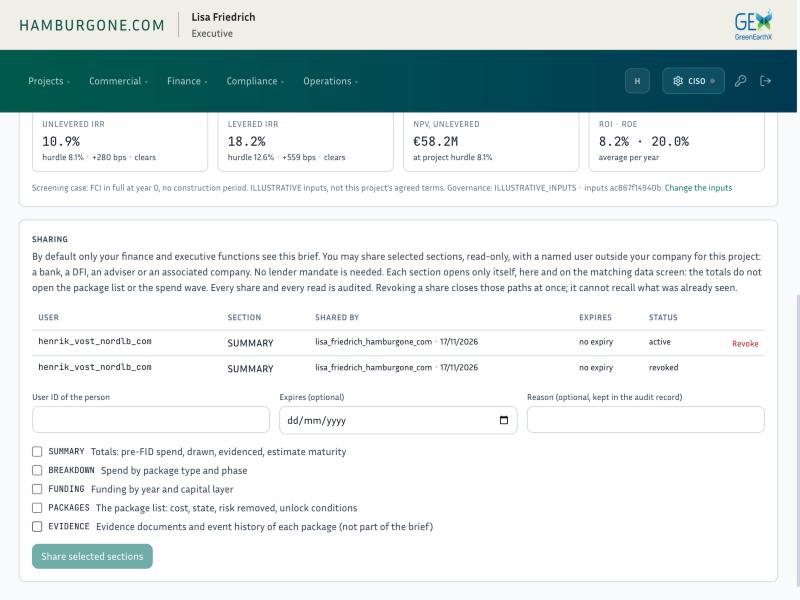 HAMBURGONE.COM
Lisa Friedrich
Executive
GEX
GreenEarthX
Projects
Commercial
Finance
Compliance
Operations
H
CISO
UNLEVERED IRR
10.9%
hurdle 8.1% · +280 bps · clears
LEVERED IRR
18.2%
hurdle 12.6% · +559 bps · clears
NPV, UNLEVERED
€58.2M
at project hurdle 8.1%
ROI · ROE
8.2% · 20.0%
average per year
Screening case: FCI in full at year 0, no construction period. ILLUSTRATIVE inputs, not this project's agreed terms. Governance: ILLUSTRATIVE_INPUTS · inputs ac867f14940b. Change the inputs
SHARING
By default only your finance and executive functions see this brief. You may share selected sections, read-only, with a named user outside your company for this project:
a bank, a DFI, an adviser or an associated company. No lender mandate is needed. Each section opens only itself, here and on the matching data screen: the totals do not
open the package list or the spend wave. Every share and every read is audited. Revoking a share closes those paths at once; it cannot recall what was already seen.
USER SECTION SHARED BY EXPIRES STATUS
henrik_vost_nordlb_com SUMMARY lisa_friedrich_hamburgone_com · 17/11/2026 no expiry active Revoke
henrik_vost_nordlb_com SUMMARY lisa_friedrich_hamburgone_com · 17/11/2026 no expiry revoked
User ID of the person
Expires (optional)
dd/mm/yyyy
Reason (optional, kept in the audit record)
SUMMARY Totals: pre-FID spend, drawn, evidenced, estimate maturity
BREAKDOWN Spend by package type and phase
FUNDING Funding by year and capital layer
PACKAGES The package list: cost, state, risk removed, unlock conditions
EVIDENCE Evidence documents and event history of each package (not part of the brief)
Share selected sections